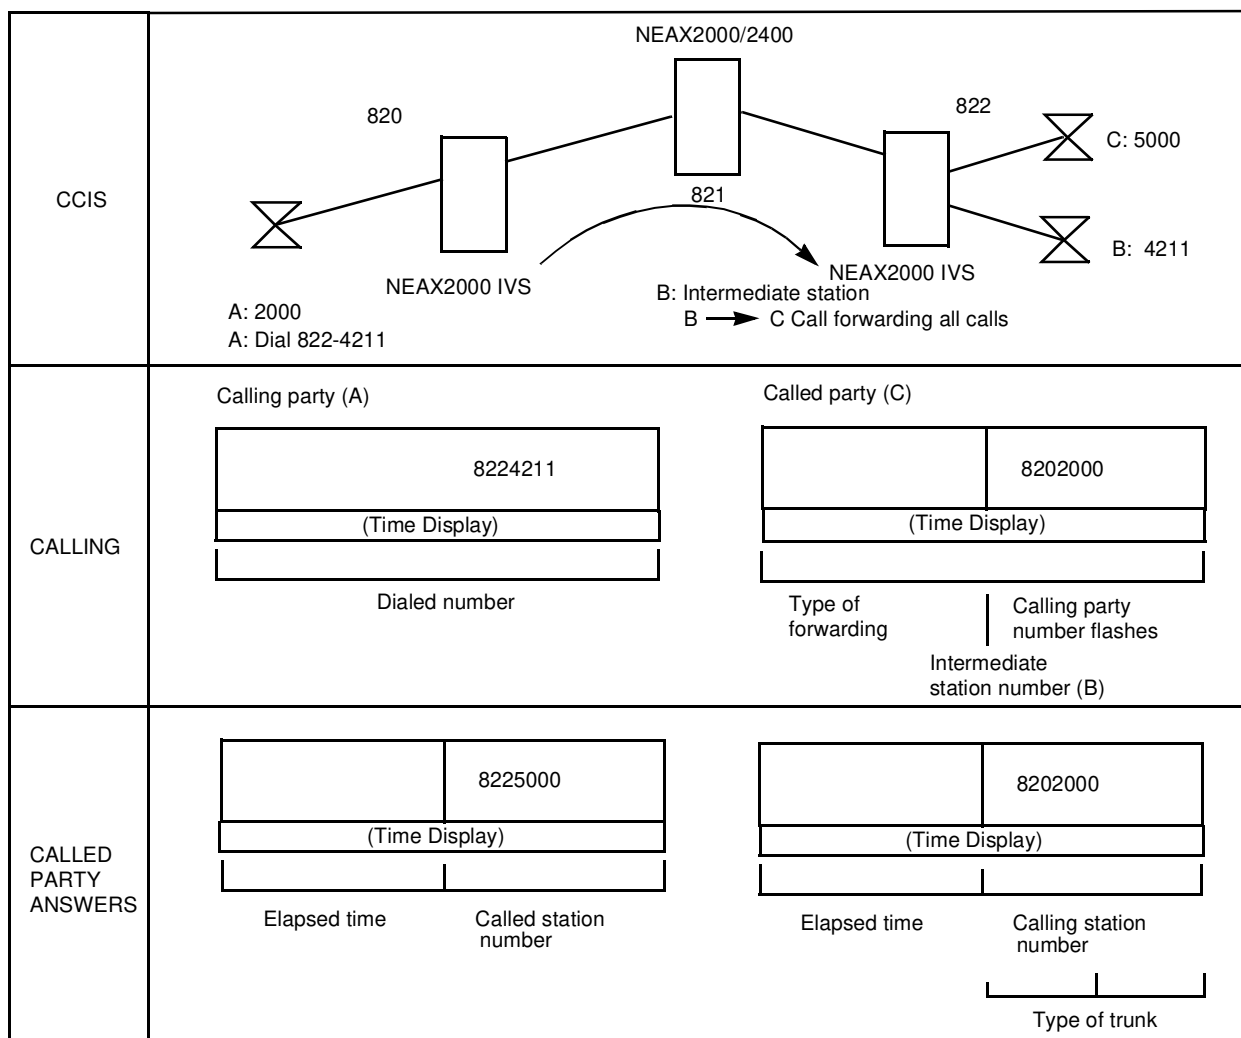 CCIS
NEAX2000/2400
820
822
C: 5000
821
B: 4211
NEAX2000 IVS
NEAX2000 IVS
A: 2000
A: Dial 822-4211
B: Intermediate station
B C Call forwarding all calls
CALLING
Calling party (A)
8224211
(Time Display)
Dialed number
Called party (C)
8202000
(Time Display)
Type of
forwarding
Calling party
number flashes
Intermediate
station number (B)
CALLED
PARTY
ANSWERS
8225000
(Time Display)
Elapsed time
Called station
number
8202000
(Time Display)
Elapsed time
Calling station
number
Type of trunk